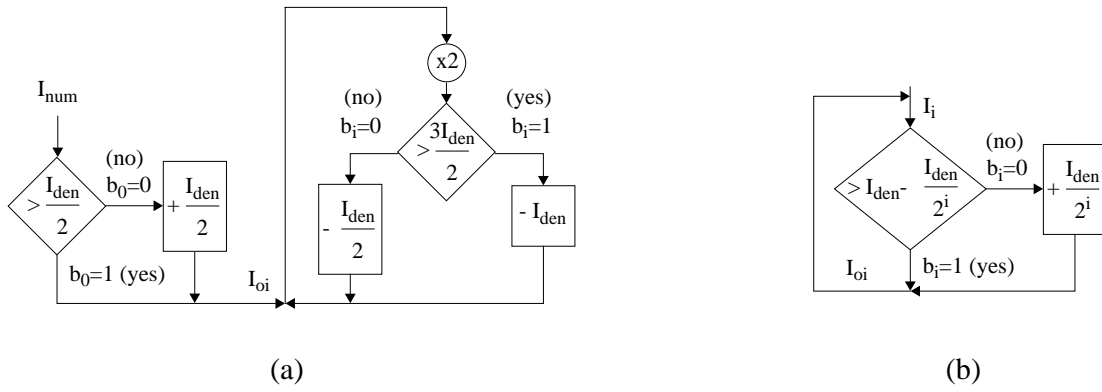 I_num
> I_den/2
(no)
b_0=0
+ I_den/2
b_0=1 (yes)
I_oi
x2
(no)
b_i=0
(yes)
b_i=1
> 3I_den/2
- I_den/2
- I_den
(a)
I_i
> I_den - I_den/2^i
(no)
b_i=0
+ I_den/2^i
b_i=1 (yes)
I_oi
(b)